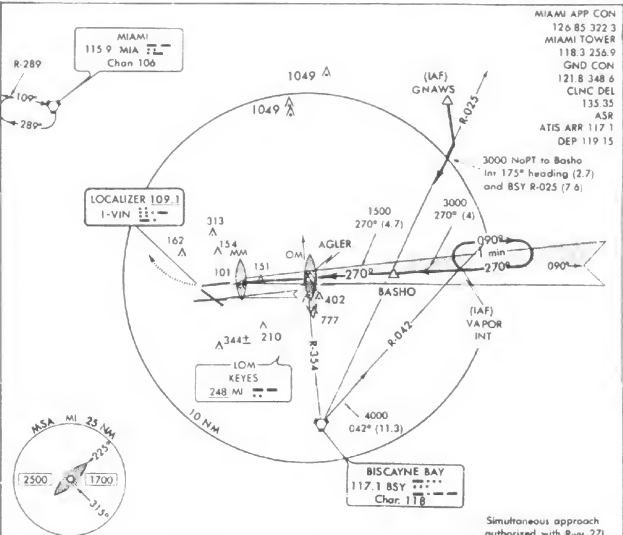 MIAMI
115.9 MIA
Chan 106
R-289
109°
289°
MIAMI APP CON
126 85 322 3
MIAMI TOWER
118.3 256.9
GND CON
121.8 348 6
CLNC DEL
135.35
ASR
ATIS ARR 117 1
DEP 119 15
1049
1049
(IAF)
GNAWS
R-025
3000 NoPT to Basho
Int 175° heading (2.7)
and BSY R-025 (7 6)
LOCALIZER 109.1
I-VIN
313
162
154
MM
101
151
OM
AGLER
1500
270° (4.7)
3000
270° (4)
090°
1 min
270°
090°
270°
BASHO
402
777
(IAF)
VAPOR
INT
R-042
R-354
344±
210
LOM
KEYES
248 MI
10 NM
4000
042° (11.3)
BISCAYNE BAY
117.1 BSY
Chan 118
MSA MI 25 NM
225°
2500
1700
315°
Simultaneous approach
authorized with Rwy 27L